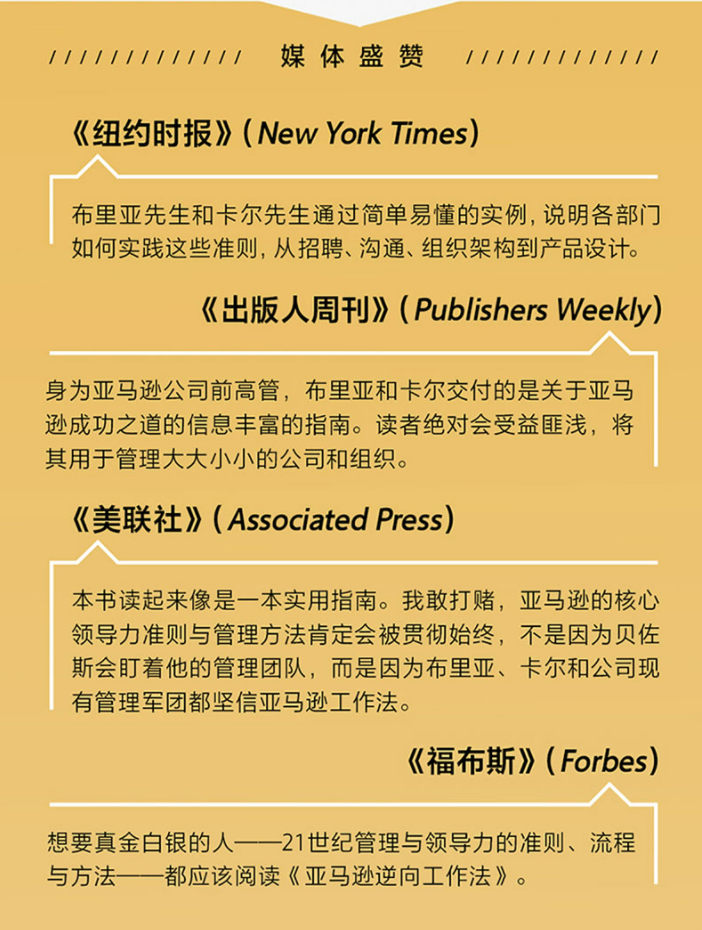 媒体盛赞
《纽约时报》(New York Times)
布里亚先生和卡尔先生通过简单易懂的实例，说明各部门
如何实践这些准则，从招聘、沟通、组织架构到产品设计。
《出版人周刊》(Publishers Weekly)
身为亚马逊公司前高管，布里亚和卡尔交付的是关于亚马
逊成功之道的信息丰富的指南。读者绝对会受益匪浅，将
其用于管理大大小小的公司和组织。
《美联社》(Associated Press)
本书读起来像是一本实用指南。我敢打赌，亚马逊的核心
领导力准则与管理方法肯定会被贯彻始终，不是因为贝佐
斯会盯着他的管理团队，而是因为布里亚、卡尔和公司现
有管理军团都坚信亚马逊工作法。
《福布斯》(Forbes)
想要真金白银的人——21世纪管理与领导力的准则、流程
与方法——都应该阅读《亚马逊逆向工作法》。